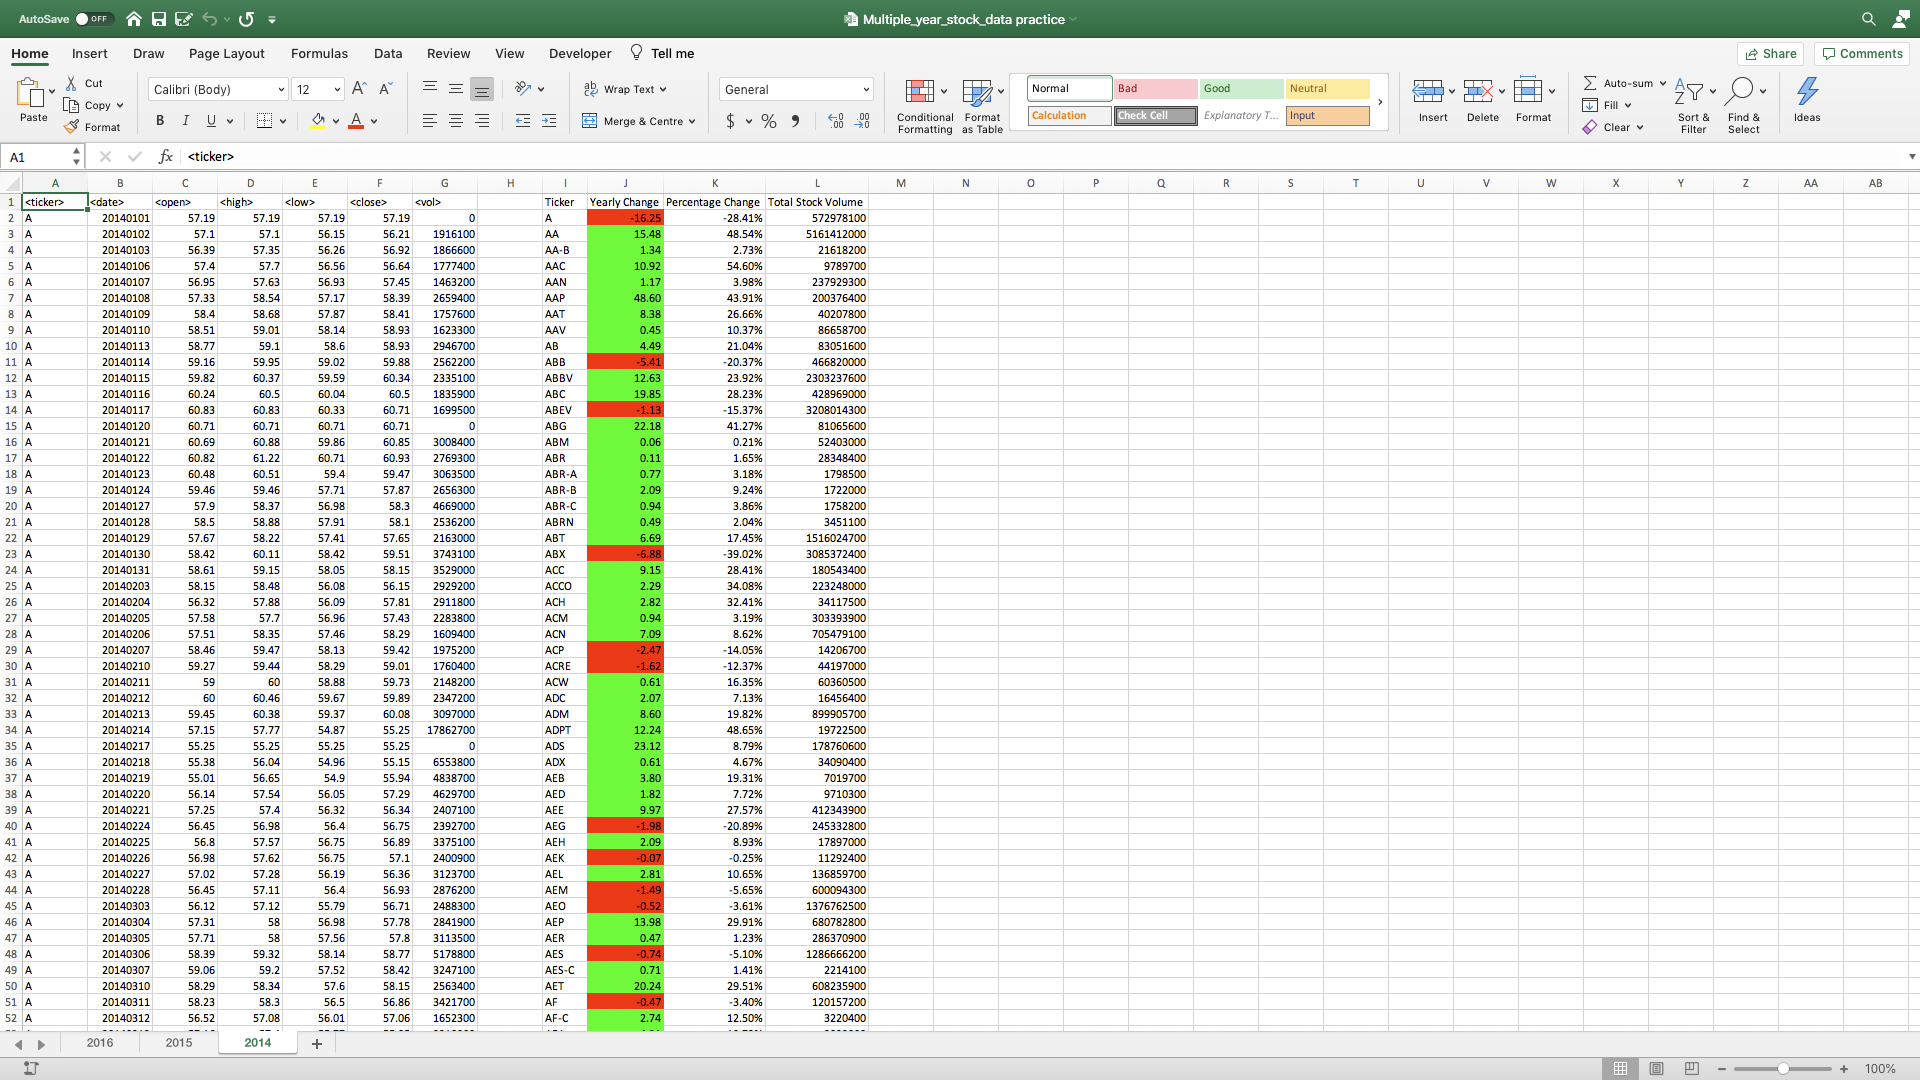 AutoSave OFF Multiple_year_stock_data practice
Home Insert Draw Page Layout Formulas Data Review View Developer Tell me Share Comments
Paste Cut Copy Format
Calibri (Body) 12 A A
B I U A
Wrap Text
Merge & Centre
General
$ % 9
Conditional Formatting Format as Table
Normal Bad Good Neutral
Calculation Check Cell Explanatory T... Input
Insert Delete Format
Auto-sum
Fill
Clear
Sort & Filter Find & Select Ideas
A1 fx <ticker>
A B C D E F G H I J K L M N O P Q R S T U V W X Y Z AA AB
1 <ticker> <date> <open> <high> <low> <close> <vol> Ticker Yearly Change Percentage Change Total Stock Volume
2 A 20140101 57.19 57.19 57.19 57.19 0 A -16.25 -28.41% 572978100
3 A 20140102 57.1 57.1 56.15 56.21 1916100 AA 15.48 48.54% 5161412000
4 A 20140103 56.39 57.35 56.26 56.92 1866600 AA-B 1.34 2.73% 21618200
5 A 20140106 57.4 57.7 56.56 56.64 1777400 AAC 10.92 54.60% 9789700
6 A 20140107 56.95 57.63 56.93 57.45 1463200 AAN 1.17 3.98% 237929300
7 A 20140108 57.33 58.54 57.17 58.39 2659400 AAP 48.60 43.91% 200376400
8 A 20140109 58.4 58.68 57.87 58.41 1757600 AAT 8.38 26.66% 40207800
9 A 20140110 58.51 59.01 58.14 58.93 1623300 AAV 0.45 10.37% 86658700
10 A 20140113 58.77 59.1 58.6 58.93 2946700 AB 4.49 21.04% 83051600
11 A 20140114 59.16 59.95 59.02 59.88 2562200 ABB -5.41 -20.37% 466820000
12 A 20140115 59.82 60.37 59.59 60.34 2335100 ABBV 12.63 23.92% 2303237600
13 A 20140116 60.24 60.5 60.04 60.5 1835900 ABC 19.85 28.23% 428969000
14 A 20140117 60.83 60.83 60.33 60.71 1699500 ABEV -1.13 -15.37% 3208014300
15 A 20140120 60.71 60.71 60.71 60.71 0 ABG 22.18 41.27% 81065600
16 A 20140121 60.69 60.88 59.86 60.85 3008400 ABM 0.06 0.21% 52403000
17 A 20140122 60.82 61.22 60.71 60.93 2769300 ABR 0.11 1.65% 28348400
18 A 20140123 60.48 60.51 59.4 59.47 3063500 ABR-A 0.77 3.18% 1798500
19 A 20140124 59.46 59.46 57.71 57.87 2656300 ABR-B 2.09 9.24% 1722000
20 A 20140127 57.9 58.37 56.98 58.3 4669000 ABR-C 0.94 3.86% 1758200
21 A 20140128 58.5 58.88 57.91 58.1 2536200 ABRN 0.49 2.04% 3451100
22 A 20140129 57.67 58.22 57.41 57.65 2163000 ABT 6.69 17.45% 1516024700
23 A 20140130 58.42 60.11 58.42 59.51 3743100 ABX -6.88 -39.02% 3085372400
24 A 20140131 58.61 59.15 58.05 58.15 3529000 ACC 9.15 28.41% 180543400
25 A 20140203 58.15 58.48 56.08 56.15 2929200 ACCO 2.29 34.08% 223248000
26 A 20140204 56.32 57.88 56.09 57.81 2911800 ACH 2.82 32.41% 34117500
27 A 20140205 57.58 57.7 56.96 57.43 2283800 ACM 0.94 3.19% 303393900
28 A 20140206 57.51 58.35 57.46 58.29 1609400 ACN 7.09 8.62% 705479100
29 A 20140207 58.46 59.47 58.13 59.42 1975200 ACP -2.47 -14.05% 14206700
30 A 20140210 59.27 59.44 58.29 59.01 1760400 ACRE -1.62 -12.37% 44197000
31 A 20140211 59 60 58.88 59.73 2148200 ACW 0.61 16.35% 60360500
32 A 20140212 60 60.46 59.67 59.89 2347200 ADC 2.07 7.13% 16456400
33 A 20140213 59.45 60.38 59.37 60.08 3097000 ADM 8.60 19.82% 899905700
34 A 20140214 57.15 57.77 54.87 55.25 17862700 ADPT 12.24 48.65% 19722500
35 A 20140217 55.25 55.25 55.25 55.25 0 ADS 23.12 8.79% 178760600
36 A 20140218 55.38 56.04 54.96 55.15 6553800 ADX 0.61 4.67% 34090400
37 A 20140219 55.01 56.65 54.9 55.94 4838700 AEB 3.80 19.31% 7019700
38 A 20140220 56.14 57.54 56.05 57.29 4629700 AED 1.82 7.72% 9710300
39 A 20140221 57.25 57.4 56.32 56.34 2407100 AEE 9.97 27.57% 412343900
40 A 20140224 56.45 56.98 56.4 56.75 2392700 AEG -1.98 -20.89% 245332800
41 A 20140225 56.8 57.57 56.75 56.89 3375100 AEH 2.09 8.93% 17897000
42 A 20140226 56.98 57.62 56.75 57.1 2400900 AEK -0.07 -0.25% 11292400
43 A 20140227 57.02 57.28 56.19 56.36 3123700 AEL 2.81 10.65% 136859700
44 A 20140228 56.45 57.11 56.4 56.93 2876200 AEM -1.49 -5.65% 600094300
45 A 20140303 56.12 57.12 55.79 56.71 2488300 AEO -0.52 -3.61% 1376762500
46 A 20140304 57.31 58 56.98 57.78 2841900 AEP 13.98 29.91% 680782800
47 A 20140305 57.71 58 57.56 57.8 3113500 AER 0.47 1.23% 286370900
48 A 20140306 58.39 59.32 58.14 58.77 5178800 AES -0.74 -5.10% 1286666200
49 A 20140307 59.06 59.2 57.52 58.42 3247100 AES-C 0.71 1.41% 2214100
50 A 20140310 58.29 58.34 57.6 58.15 2563400 AET 20.24 29.51% 608235900
51 A 20140311 58.23 58.3 56.5 56.86 3421700 AF -0.47 -3.40% 120157200
52 A 20140312 56.52 57.08 56.01 57.06 1652300 AF-C 2.74 12.50% 3220400
2016 2015 2014 +
100%